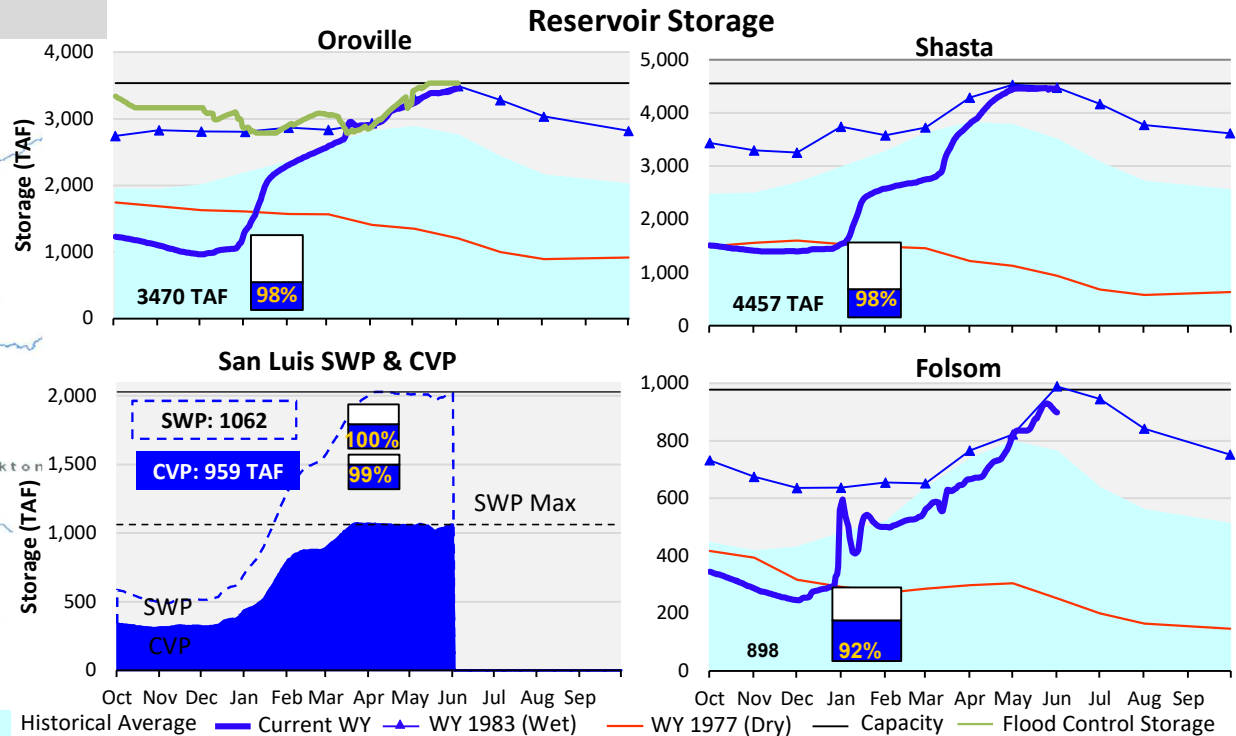 Reservoir Storage
Oroville
Storage (TAF)
4,000
3,000
2,000
1,000
0
3470 TAF
98%
Shasta
5,000
4,000
3,000
2,000
1,000
0
4457 TAF
98%
San Luis SWP & CVP
Storage (TAF)
2,000
1,500
1,000
500
0
SWP: 1062
CVP: 959 TAF
100%
99%
SWP Max
SWP
CVP
Oct Nov Dec Jan Feb Mar Apr May Jun Jul Aug Sep
Folsom
1,000
800
600
400
200
0
898
92%
Oct Nov Dec Jan Feb Mar Apr May Jun Jul Aug Sep
kton
Historical Average Current WY WY 1983 (Wet) WY 1977 (Dry) Capacity Flood Control Storage